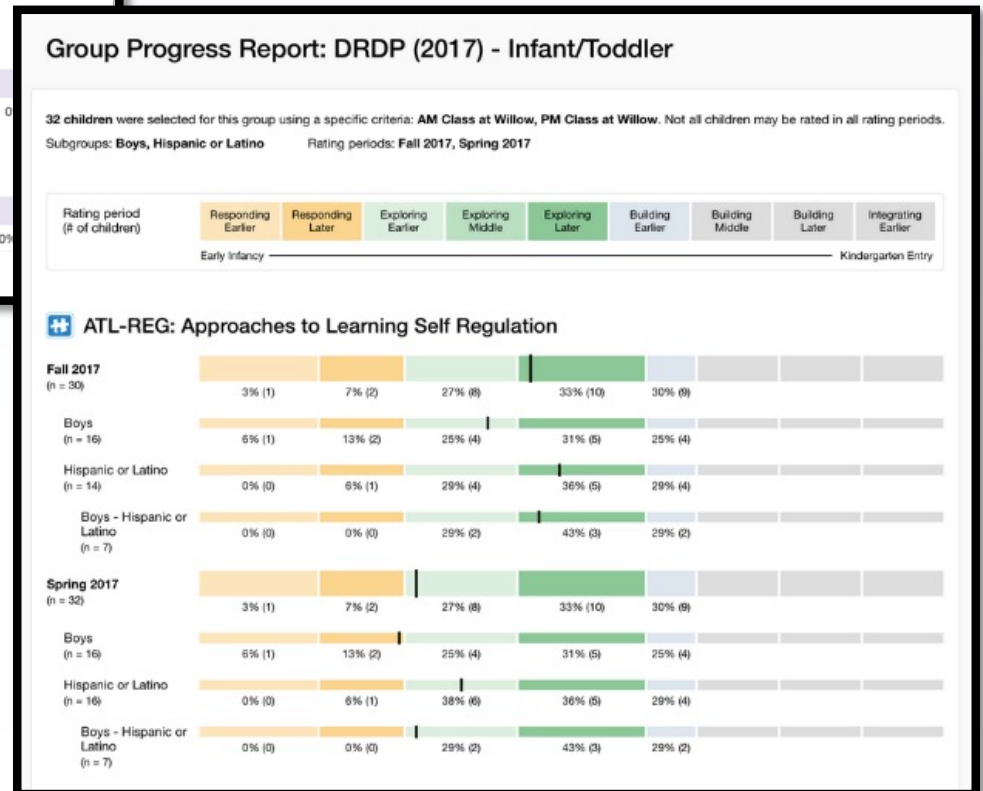 0
0%
Group Progress Report: DRDP (2017) - Infant/Toddler
32 children were selected for this group using a specific criteria: AM Class at Willow, PM Class at Willow. Not all children may be rated in all rating periods.
Subgroups: Boys, Hispanic or Latino Rating periods: Fall 2017, Spring 2017
Rating period (# of children)
Responding Earlier
Responding Later
Exploring Earlier
Exploring Middle
Exploring Later
Building Earlier
Building Middle
Building Later
Integrating Earlier
Early Infancy Kindergarten Entry
ATL-REG: Approaches to Learning Self Regulation
Fall 2017
(n = 30)
3% (1) 7% (2) 27% (8) 33% (10) 30% (9)
Boys
(n = 16)
6% (1) 13% (2) 25% (4) 31% (5) 25% (4)
Hispanic or Latino
(n = 14)
0% (0) 6% (1) 29% (4) 36% (5) 29% (4)
Boys - Hispanic or
Latino
(n = 7)
0% (0) 0% (0) 29% (2) 43% (3) 29% (2)
Spring 2017
(n = 32)
3% (1) 7% (2) 27% (8) 33% (10) 30% (9)
Boys
(n = 16)
6% (1) 13% (2) 25% (4) 31% (5) 25% (4)
Hispanic or Latino
(n = 16)
0% (0) 6% (1) 38% (6) 36% (5) 29% (4)
Boys - Hispanic or
Latino
(n = 7)
0% (0) 0% (0) 29% (2) 43% (3) 29% (2)